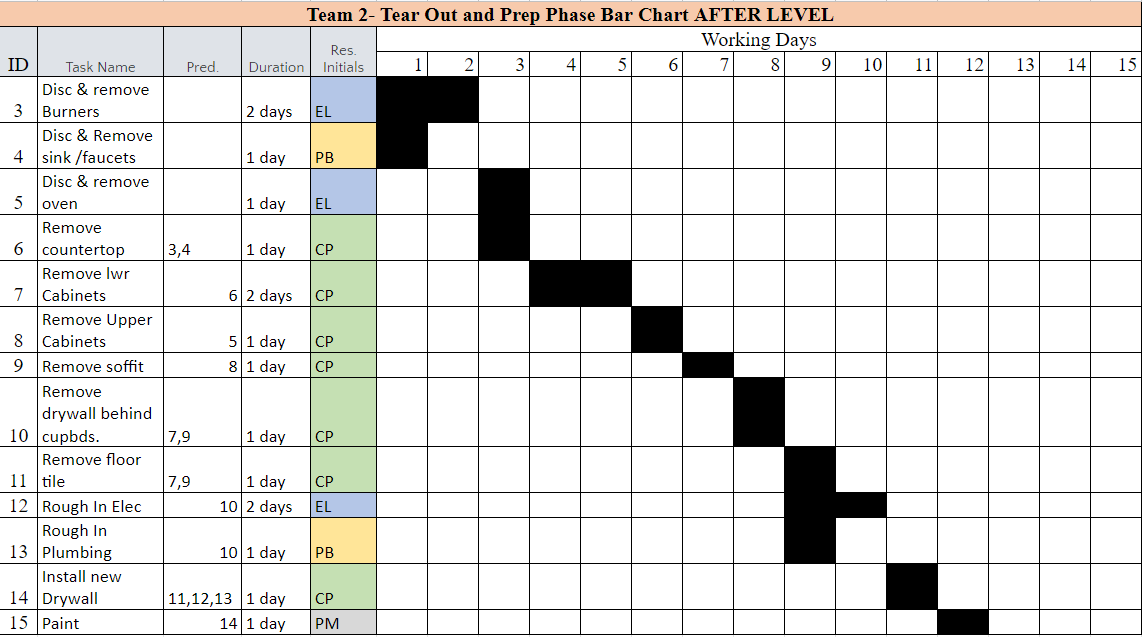 Team 2- Tear Out and Prep Phase Bar Chart AFTER LEVEL
ID Task Name Pred. Duration Res. Initials Working Days
1 2 3 4 5 6 7 8 9 10 11 12 13 14 15
3 Disc & remove Burners 2 days EL
4 Disc & Remove sink /faucets 1 day PB
5 Disc & remove oven 1 day EL
6 Remove countertop 3,4 1 day CP
7 Remove lwr Cabinets 6 2 days CP
8 Remove Upper Cabinets 5 1 day CP
9 Remove soffit 8 1 day CP
10 Remove drywall behind cupbds. 7,9 1 day CP
11 Remove floor tile 7,9 1 day CP
12 Rough In Elec 10 2 days EL
13 Rough In Plumbing 10 1 day PB
14 Install new Drywall 11,12,13 1 day CP
15 Paint 14 1 day PM